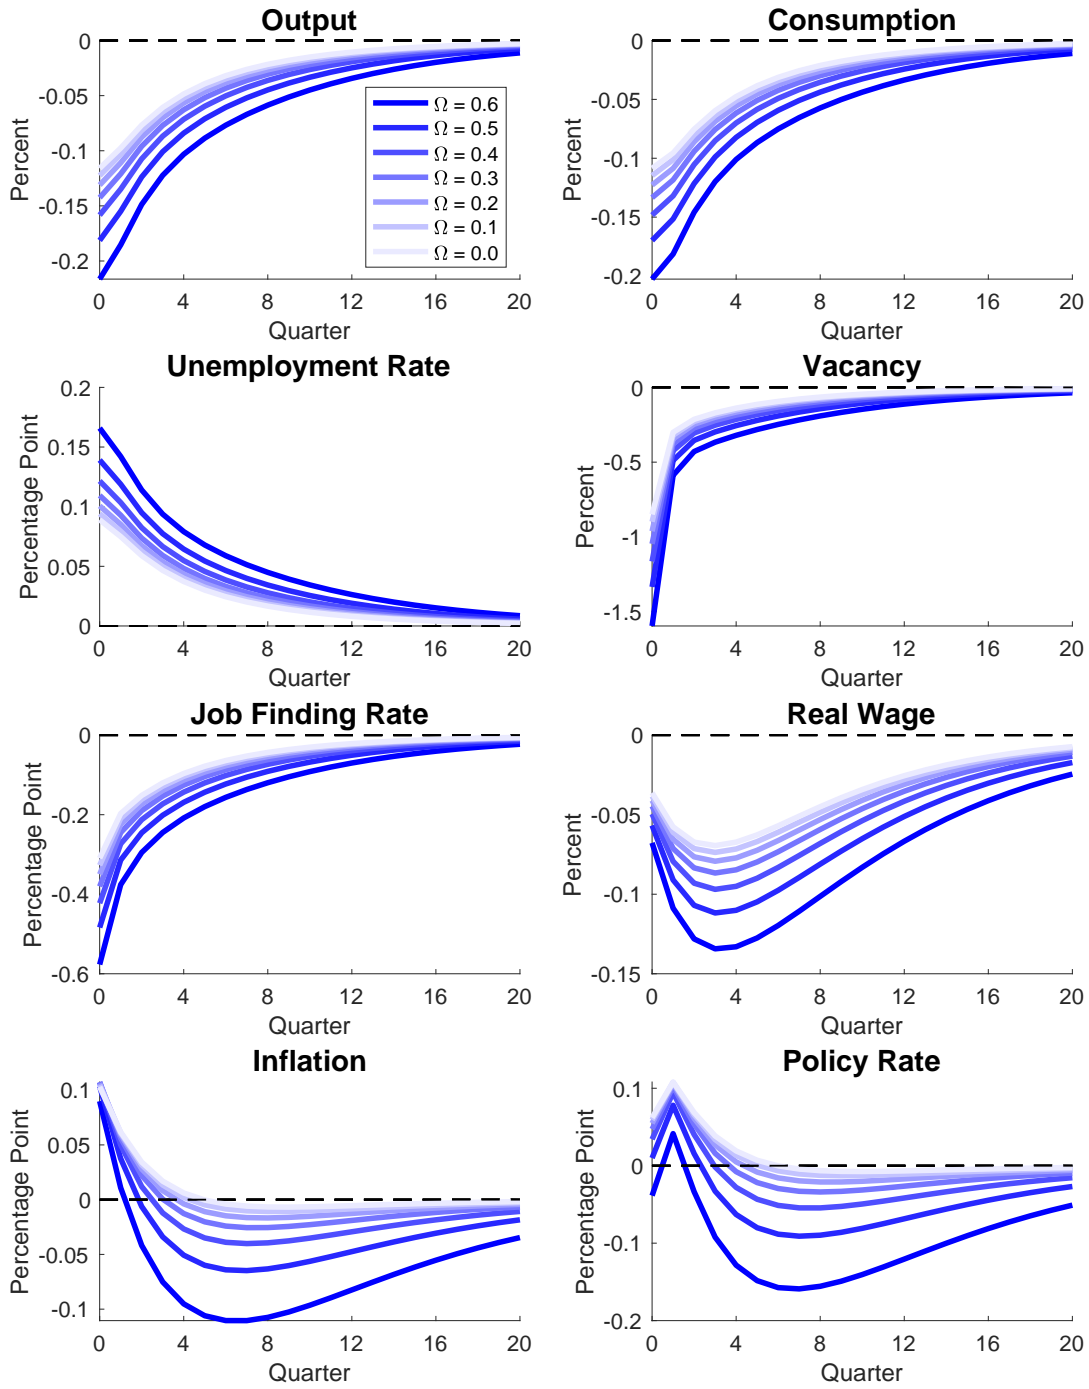 Output
0
-0.05
-0.1
-0.15
-0.2
Percent
0 4 8 12 16 20
Quarter
Ω = 0.6
Ω = 0.5
Ω = 0.4
Ω = 0.3
Ω = 0.2
Ω = 0.1
Ω = 0.0
Consumption
0
-0.05
-0.1
-0.15
-0.2
Percent
0 4 8 12 16 20
Quarter
Unemployment Rate
0.2
0.15
0.1
0.05
0
Percentage Point
0 4 8 12 16 20
Quarter
Vacancy
0
-0.5
-1
-1.5
Percent
0 4 8 12 16 20
Quarter
Job Finding Rate
0
-0.2
-0.4
-0.6
Percentage Point
0 4 8 12 16 20
Quarter
Real Wage
0
-0.05
-0.1
-0.15
Percent
0 4 8 12 16 20
Quarter
Inflation
0.1
0.05
0
-0.05
-0.1
Percentage Point
0 4 8 12 16 20
Quarter
Policy Rate
0.1
0
-0.1
-0.2
Percentage Point
0 4 8 12 16 20
Quarter